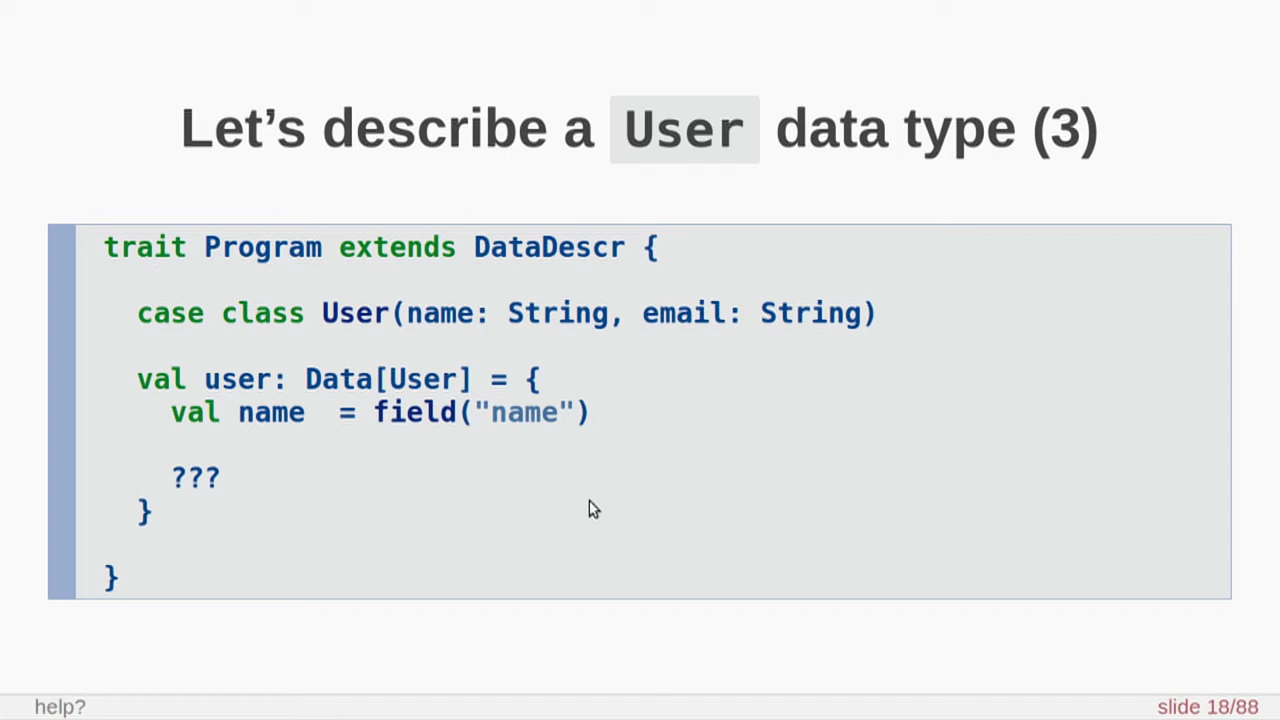 Let’s describe a User data type (3)
trait Program extends DataDescr {
case class User(name: String, email: String)
val user: Data[User] = {
val name  = field("name")
???
}
}
help?
slide 18/88